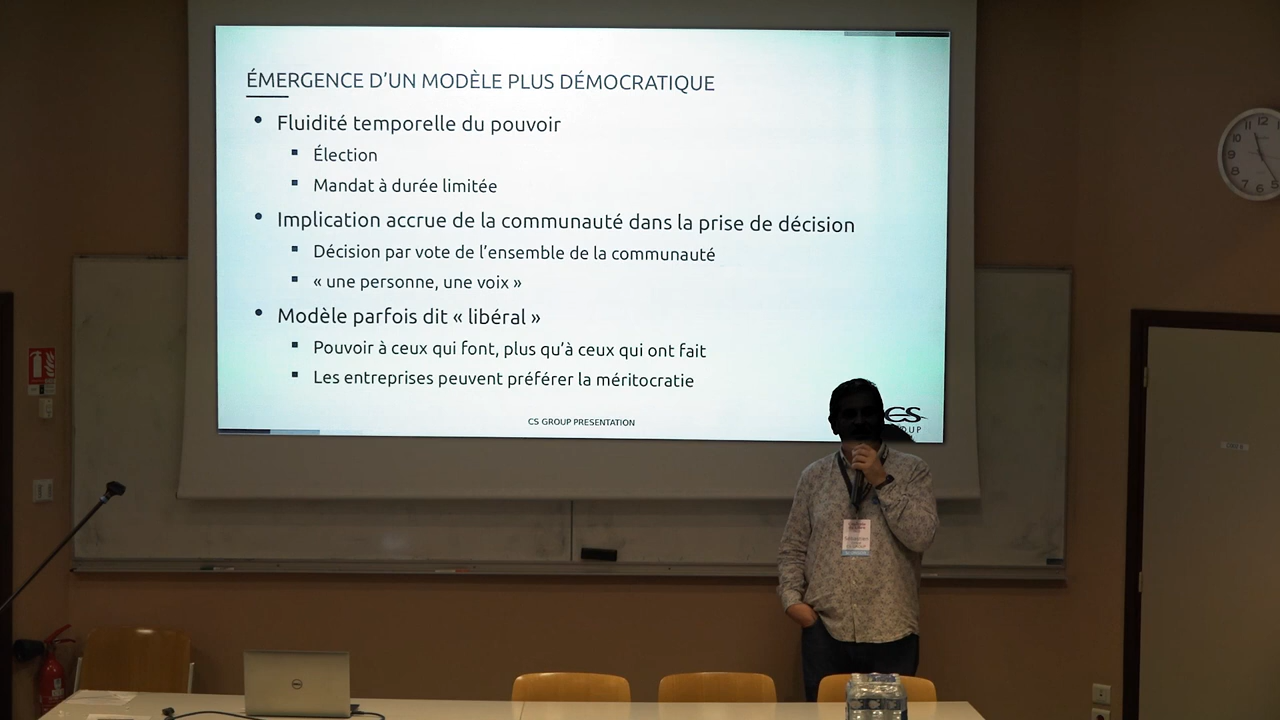 ÉMERGENCE D'UN MODÈLE PLUS DÉMOCRATIQUE
• Fluidité temporelle du pouvoir
▪ Élection
▪ Mandat à durée limitée
• Implication accrue de la communauté dans la prise de décision
▪ Décision par vote de l'ensemble de la communauté
▪ « une personne, une voix »
• Modèle parfois dit « libéral »
▪ Pouvoir à ceux qui font, plus qu'à ceux qui ont fait
▪ Les entreprises peuvent préférer la méritocratie
CS GROUP PRESENTATION
CS
DELL